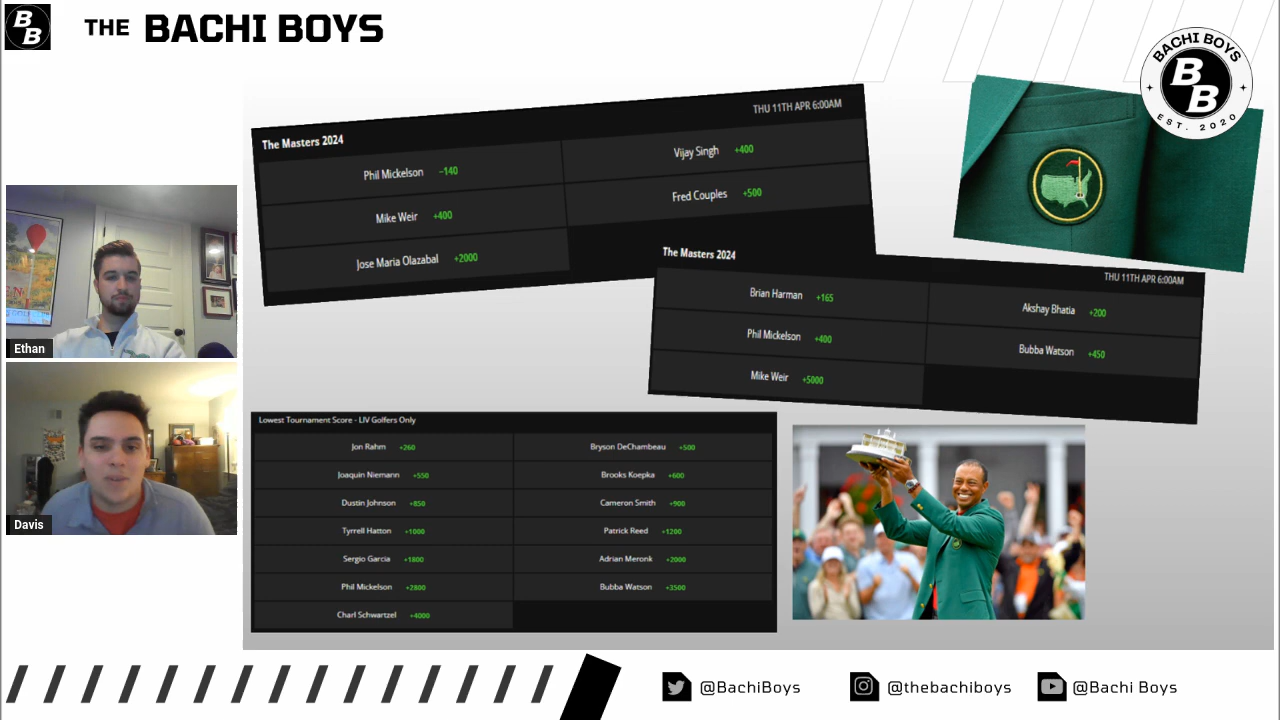 B
B
THE BACHI BOYS
BACHI BOYS
B
B
EST. 2020
The Masters 2024
THU 11TH APR 6:00AM
Phil Mickelson -140
Vijay Singh +400
Mike Weir +400
Fred Couples +500
Jose Maria Olazabal +2000
The Masters 2024
THU 11TH APR 6:00AM
Brian Harman +165
Akshay Bhatia +200
Phil Mickelson +400
Bubba Watson +450
Mike Weir +5000
Ethan
Davis
Lowest Tournament Score - LIV Golfers Only
Jon Rahm +260
Bryson DeChambeau +500
Joaquin Niemann +550
Brooks Koepka +600
Dustin Johnson +850
Cameron Smith +900
Tyrrell Hatton +1000
Patrick Reed +1200
Sergio Garcia +1800
Adrian Meronk +2000
Phil Mickelson +2800
Bubba Watson +3500
Charl Schwartzel +4000
@BachiBoys
@thebachiboys
@Bachi Boys